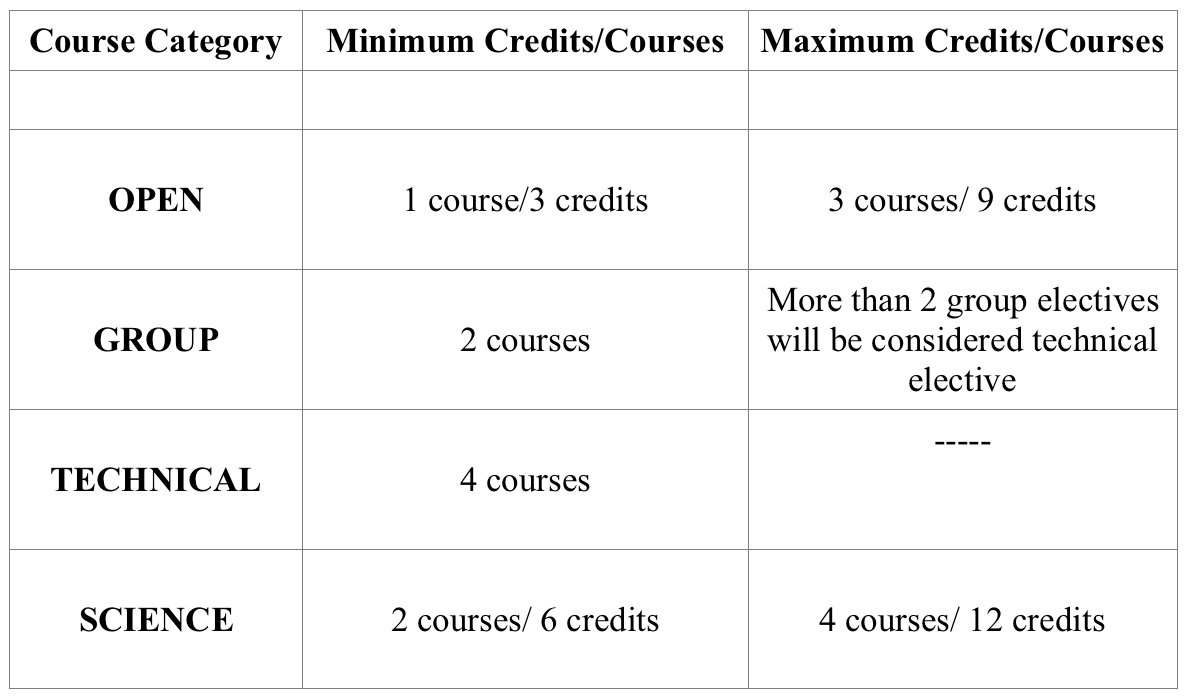 Course Category Minimum Credits/Courses Maximum Credits/Courses
OPEN 1 course/3 credits 3 courses/ 9 credits
GROUP 2 courses More than 2 group electives
will be considered technical
elective
TECHNICAL 4 courses -----
SCIENCE 2 courses/ 6 credits 4 courses/ 12 credits